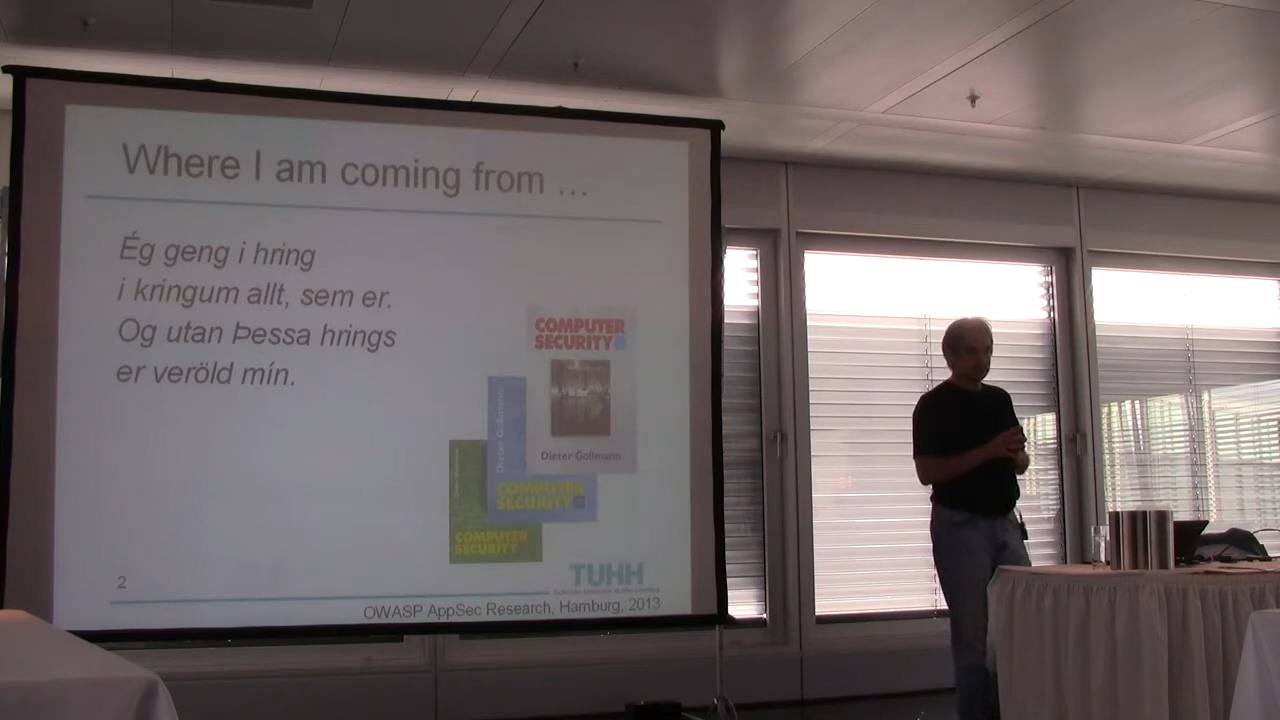 Where I am coming from ...
Ég geng i hring
i kringum allt, sem er.
Og utan Þessa hrings
er veröld mín.
COMPUTER
SECURITY
Dieter Gollmann
Dieter Gollmann
COMPUTER
SECURITY
COMPUTER
SECURITY
2
TUHH
OWASP AppSec Research, Hamburg, 2013